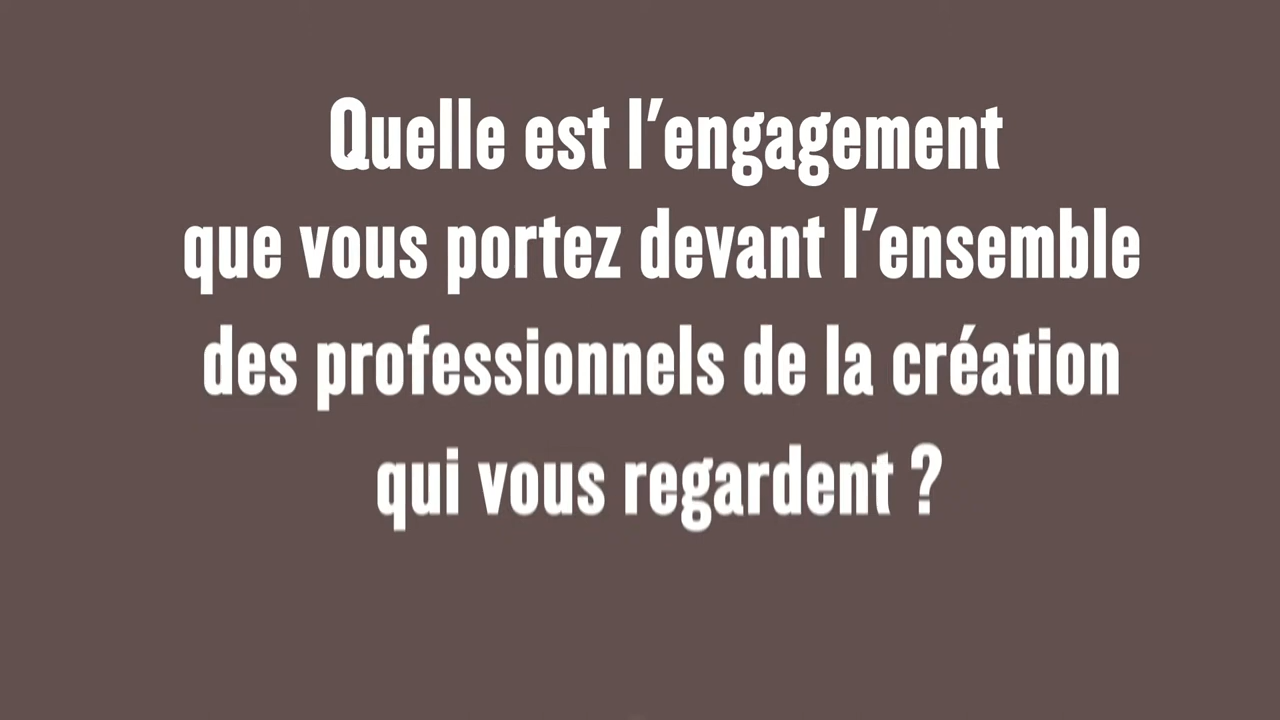 Quelle est l'engagement
que vous portez devant l'ensemble
des professionnels de la création
qui vous regardent ?